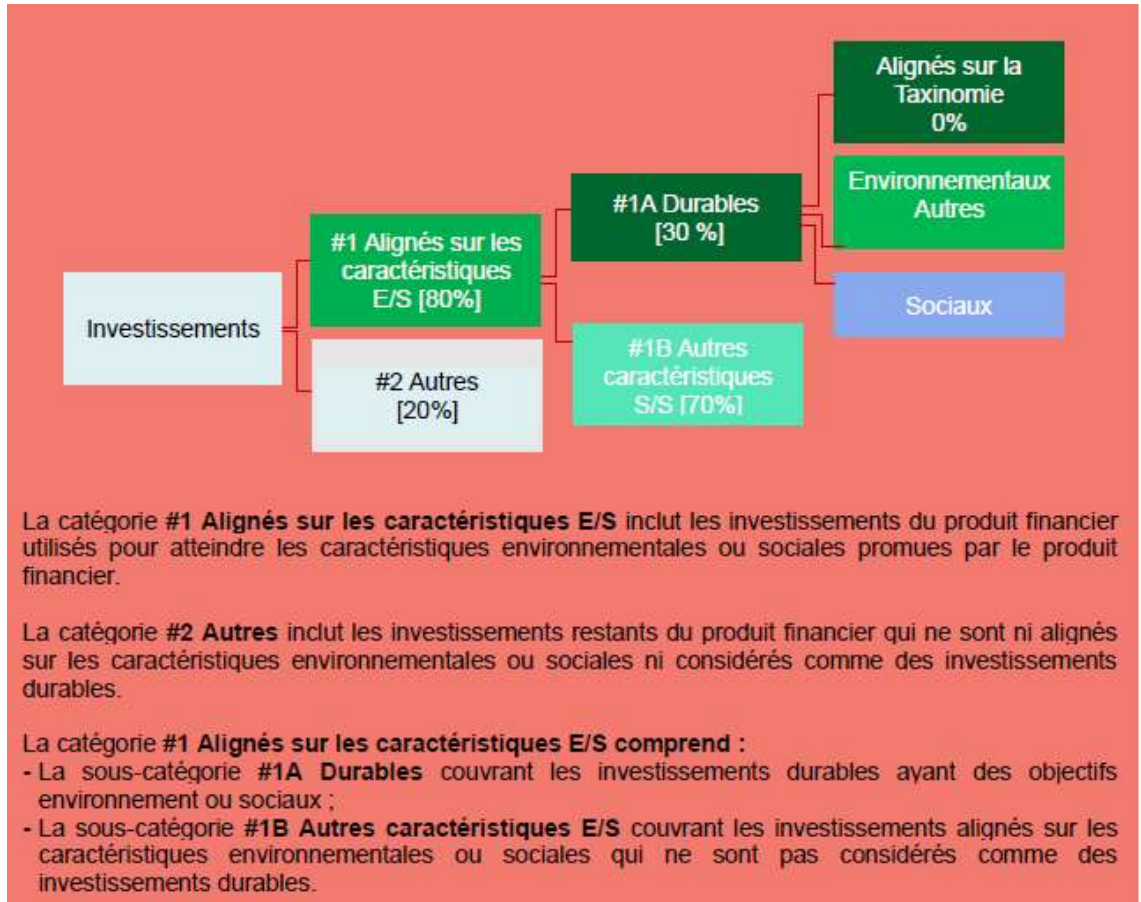 Alignés sur la
Taxinomie
0%
Environnementaux
Autres
#1A Durables
[30 %]
#1 Alignés sur les
caractéristiques
E/S [80%]
Sociaux
Investissements
#1B Autres
caractéristiques
S/S [70%]
#2 Autres
[20%]
La catégorie #1 Alignés sur les caractéristiques E/S inclut les investissements du produit financier
utilisés pour atteindre les caractéristiques environnementales ou sociales promues par le produit
financier.
La catégorie #2 Autres inclut les investissements restants du produit financier qui ne sont ni alignés
sur les caractéristiques environnementales ou sociales ni considérés comme des investissements
durables.
La catégorie #1 Alignés sur les caractéristiques E/S comprend :
- La sous-catégorie #1A Durables couvrant les investissements durables ayant des objectifs
environnement ou sociaux ;
- La sous-catégorie #1B Autres caractéristiques E/S couvrant les investissements alignés sur les
caractéristiques environnementales ou sociales qui ne sont pas considérés comme des
investissements durables.